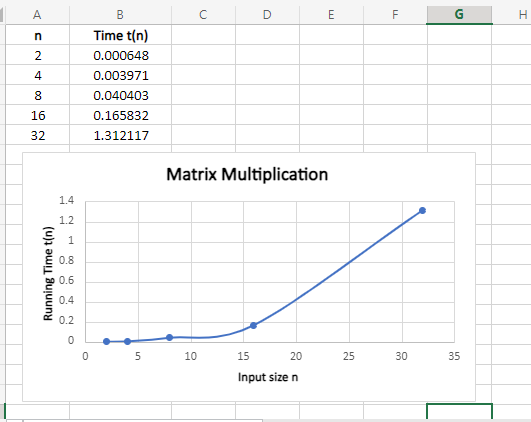 A B C D E F G H
n Time t(n)
2 0.000648
4 0.003971
8 0.040403
16 0.165832
32 1.312117
Matrix Multiplication
1.4
1.2
1
0.8
0.6
0.4
0.2
0
Running Time t(n)
0 5 10 15 20 25 30 35
Input size n